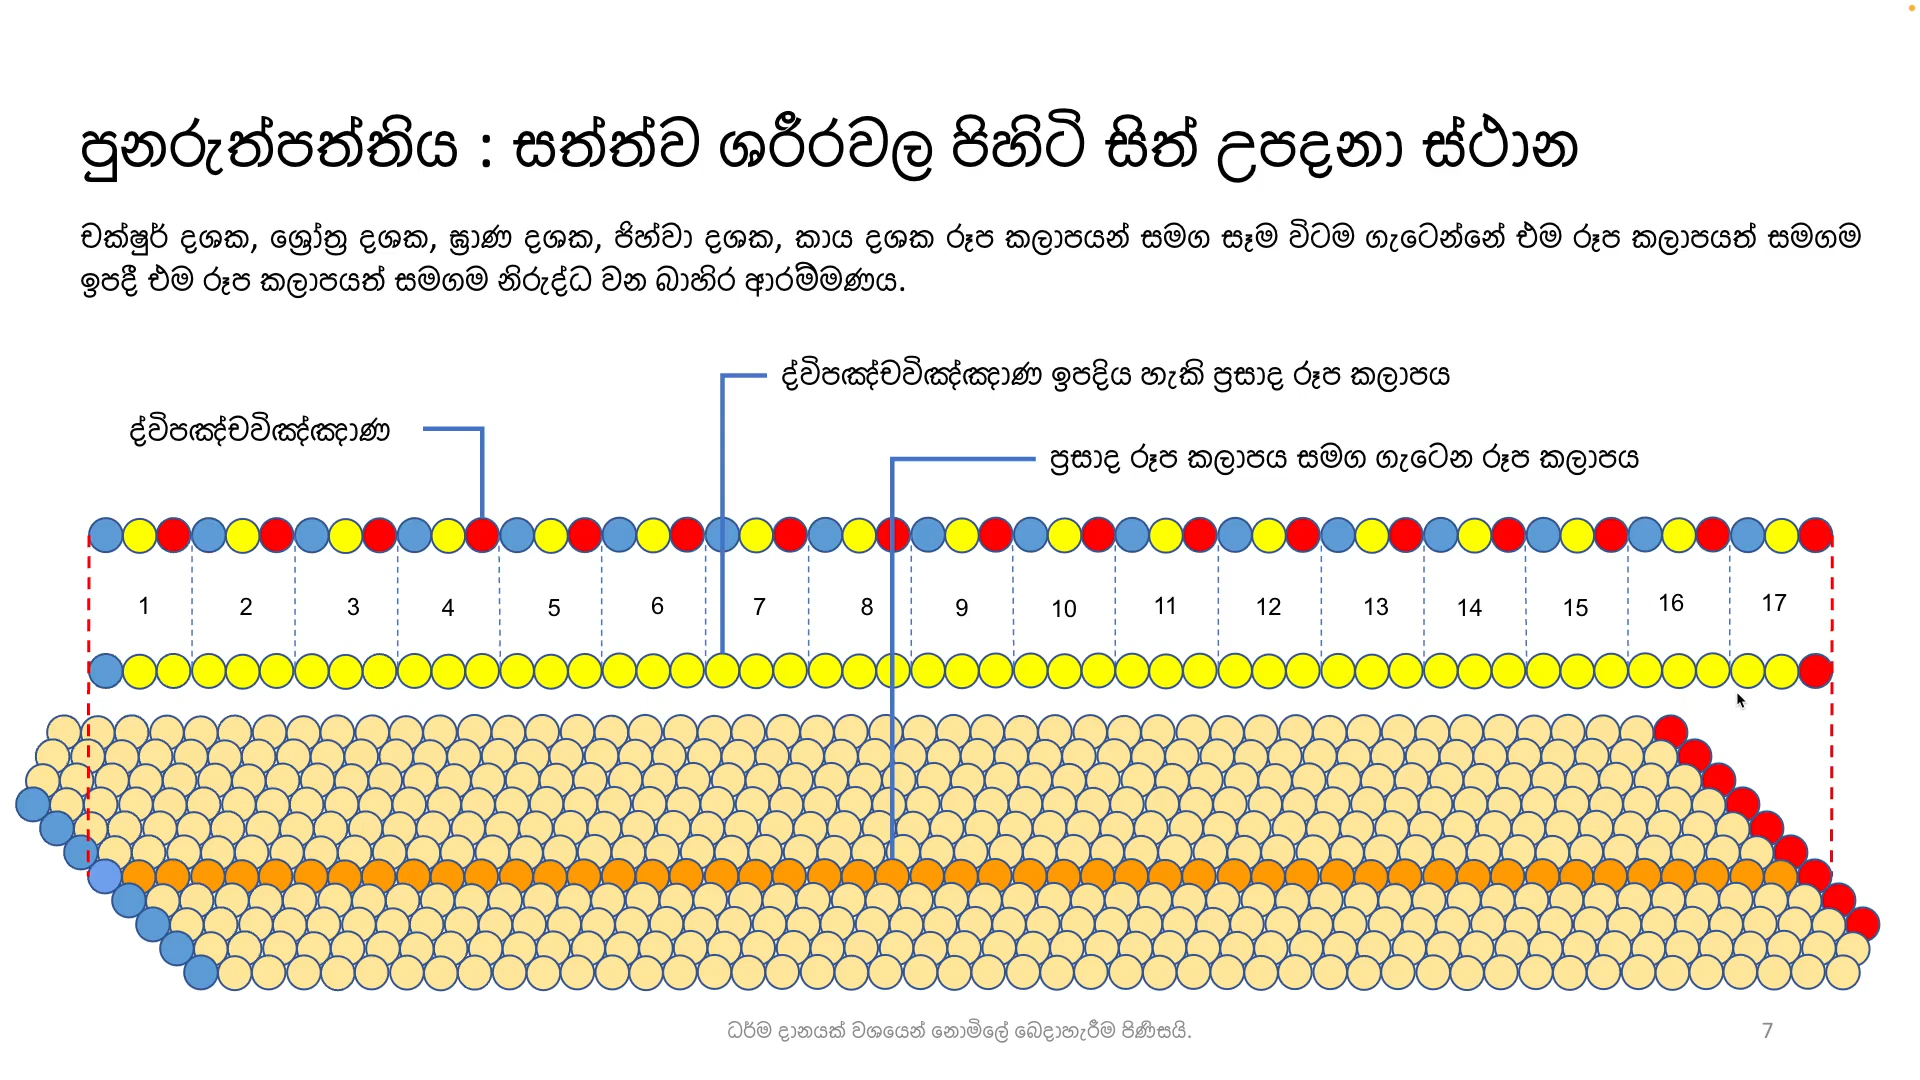 පුනරුත්පත්තිය : සත්ත්ව ශරීරවල පිහිටි සිත් උපදනා ස්ථාන
චක්ෂුර් දශක, ශ්‍රෝත්‍ර දශක, ඝ්‍රාණ දශක, ජිහ්වා දශක, කාය දශක රූප කලාපයන් සමග සෑම විටම ගැටෙන්නේ එම රූප කලාපයත් සමගම
ඉපදී එම රූප කලාපයත් සමගම නිරුද්ධ වන බාහිර ආරම්මණය.
ද්විපඤ්චවිඤ්ඤාණ ඉපදිය හැකි ප්‍රසාද රූප කලාපය
ද්විපඤ්චවිඤ්ඤාණ
ප්‍රසාද රූප කලාපය සමග ගැටෙන රූප කලාපය
1 2 3 4 5 6 7 8 9 10 11 12 13 14 15 16 17
ධර්ම දානයක් වශයෙන් නොමිලේ බෙදාහැරීම පිණිසයි.
7